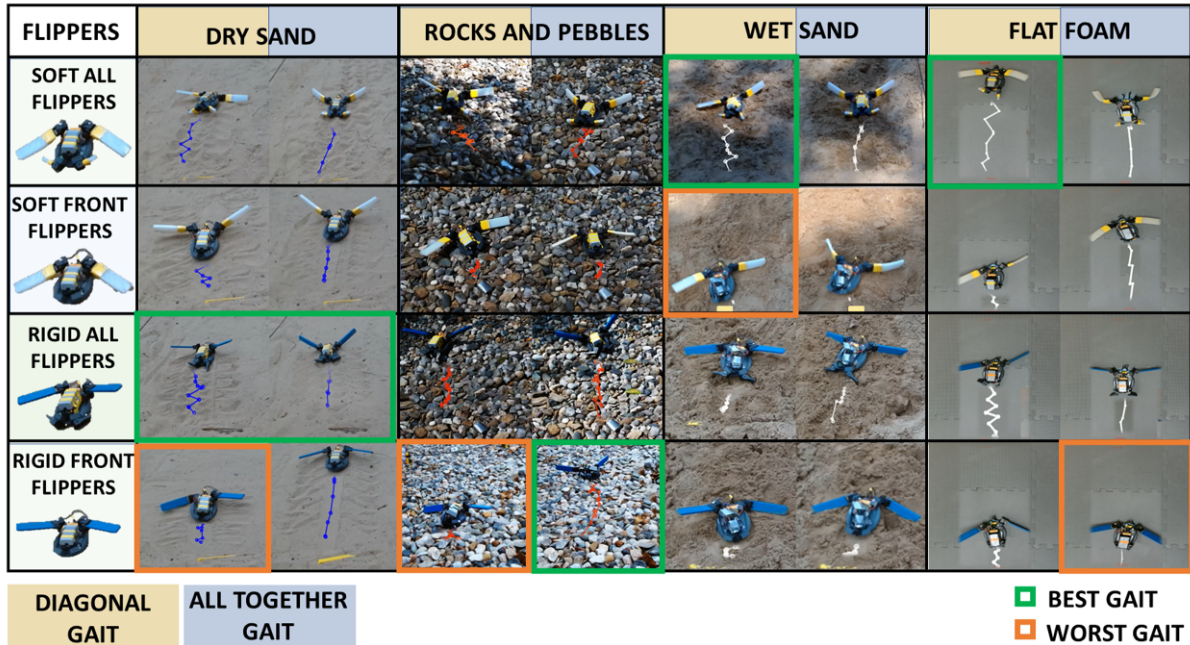 FLIPPERS
DRY SAND
ROCKS AND PEBBLES
WET SAND
FLAT FOAM
SOFT ALL
FLIPPERS
SOFT FRONT
FLIPPERS
RIGID ALL
FLIPPERS
RIGID FRONT
FLIPPERS
DIAGONAL
GAIT
ALL TOGETHER
GAIT
BEST GAIT
WORST GAIT